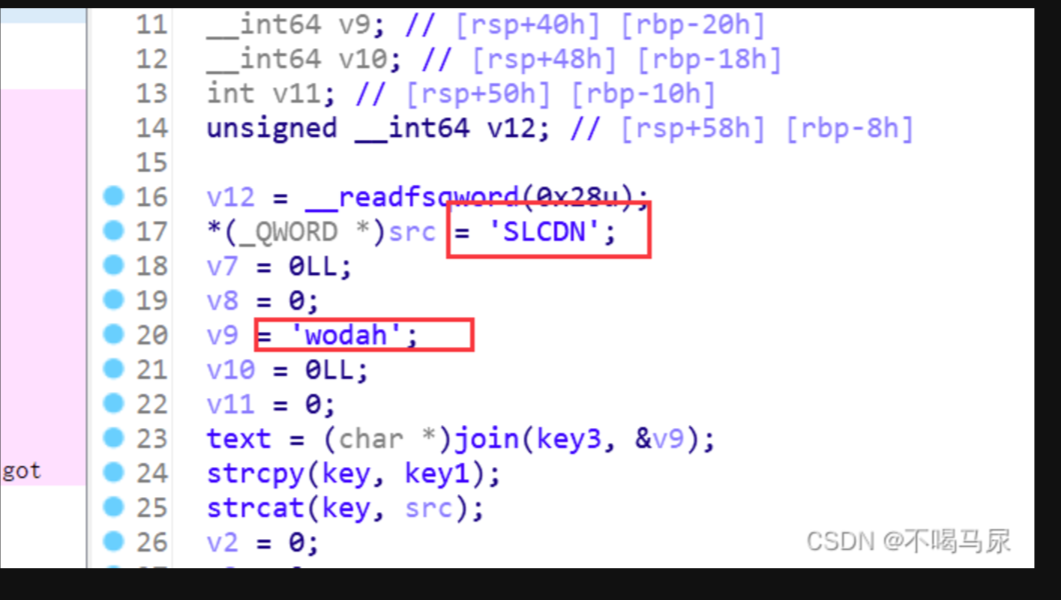 11 __int64 v9; // [rsp+40h] [rbp-20h]
12 __int64 v10; // [rsp+48h] [rbp-18h]
13 int v11; // [rsp+50h] [rbp-10h]
14 unsigned __int64 v12; // [rsp+58h] [rbp-8h]
15
16 v12 = __readfsqword(0x28u);
17 *(_QWORD *)src = 'SLCDN';
18 v7 = 0LL;
19 v8 = 0;
20 v9 = 'wodah';
21 v10 = 0LL;
22 v11 = 0;
23 text = (char *)join(key3, &v9);
got
24 strcpy(key, key1);
25 strcat(key, src);
26 v2 = 0;
CSDN @不喝马尿